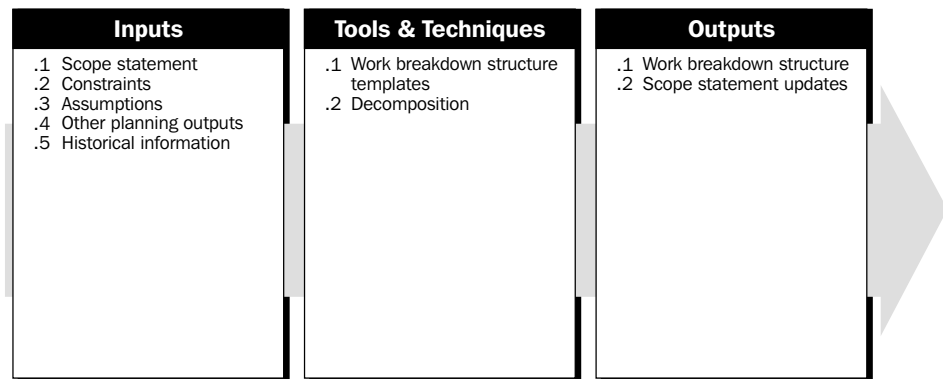 Inputs
.1 Scope statement
.2 Constraints
.3 Assumptions
.4 Other planning outputs
.5 Historical information
Tools & Techniques
.1 Work breakdown structure
templates
.2 Decomposition
Outputs
.1 Work breakdown structure
.2 Scope statement updates